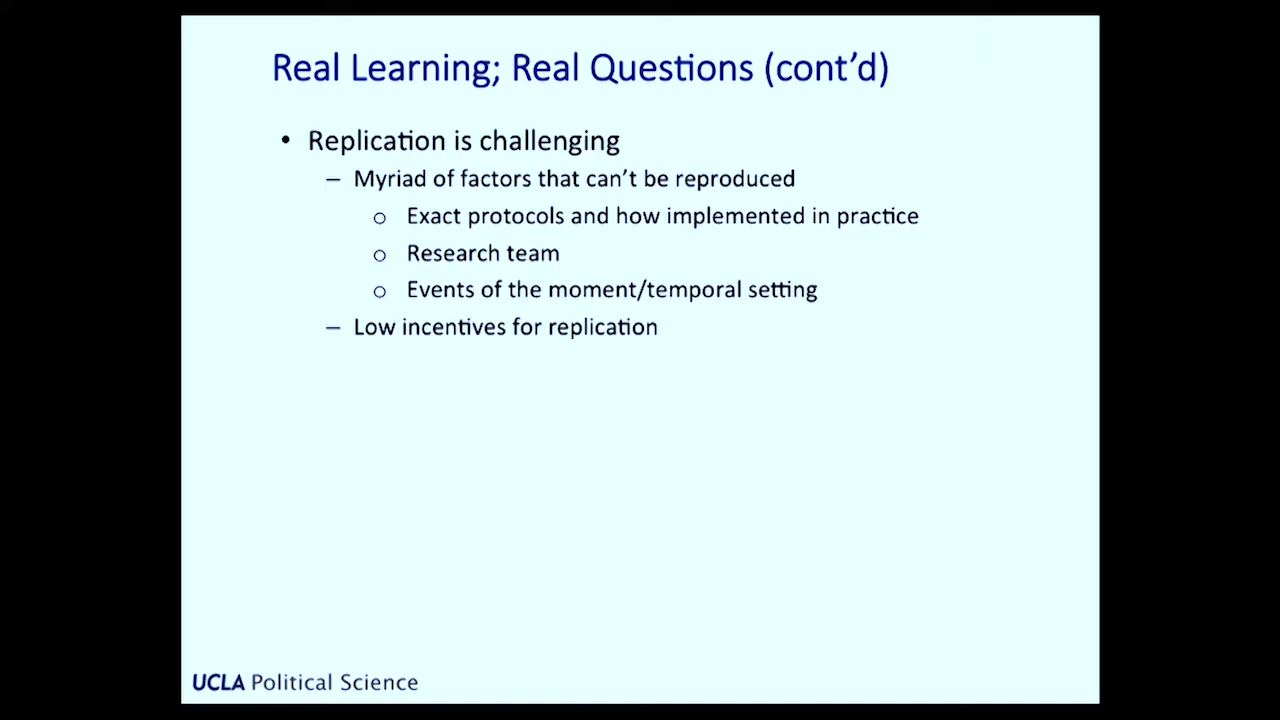 Real Learning; Real Questions (cont’d)
• Replication is challenging
– Myriad of factors that can’t be reproduced
o Exact protocols and how implemented in practice
o Research team
o Events of the moment/temporal setting
– Low incentives for replication
UCLA Political Science